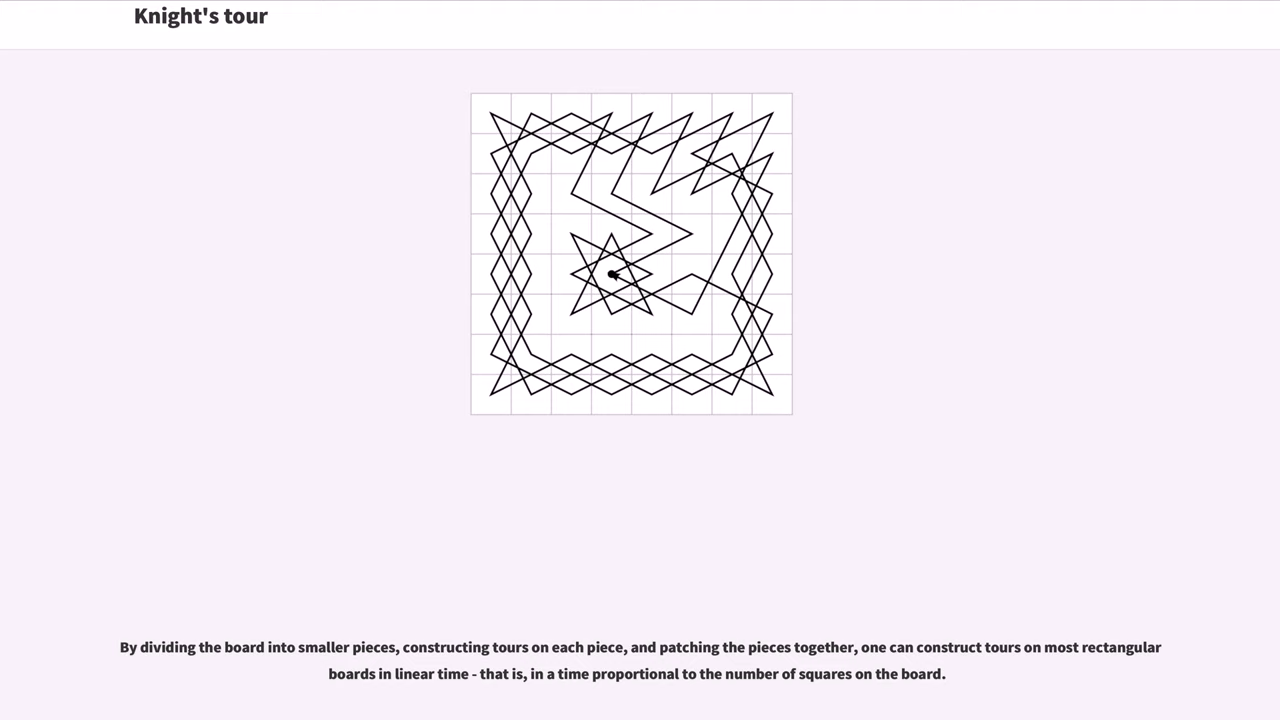 Knight's tour
By dividing the board into smaller pieces, constructing tours on each piece, and patching the pieces together, one can construct tours on most rectangular
boards in linear time - that is, in a time proportional to the number of squares on the board.